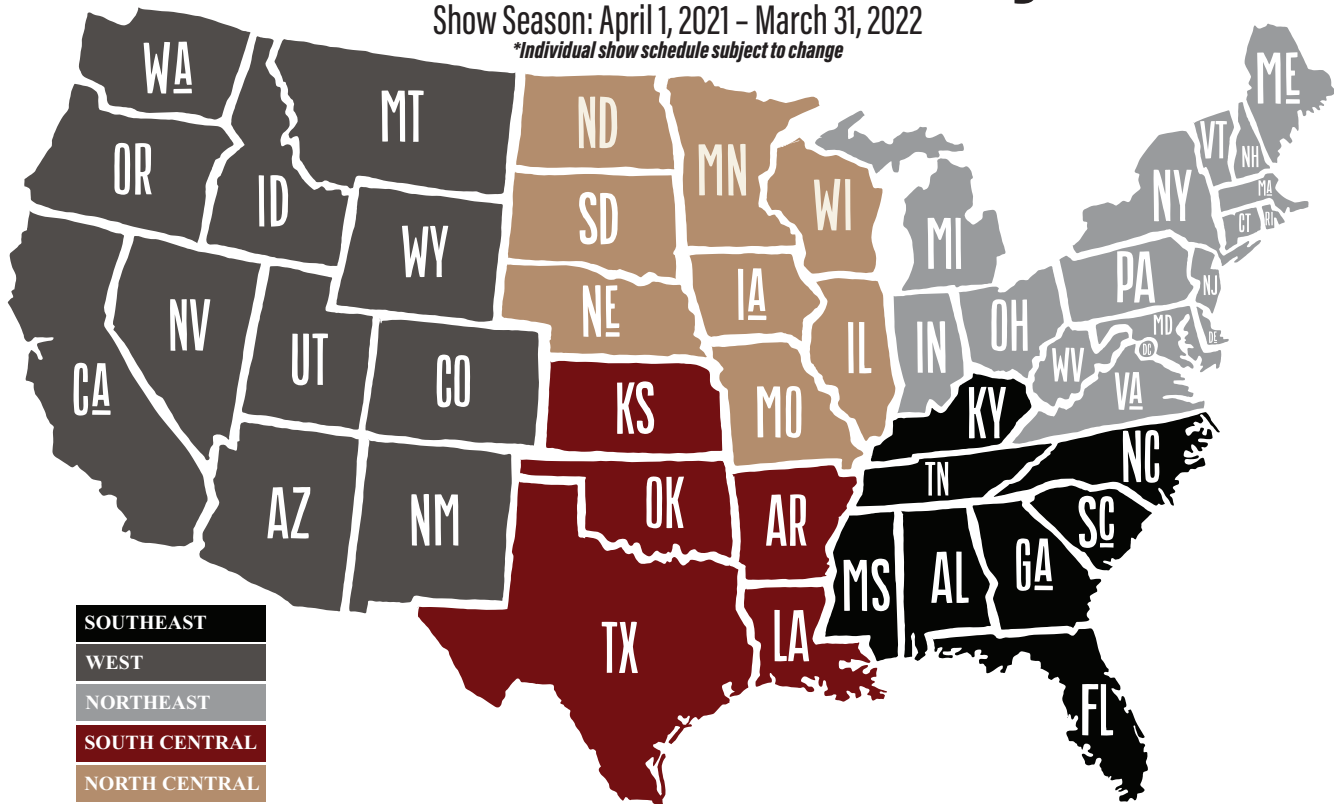 Show Season: April 1, 2021 – March 31, 2022
*Individual show schedule subject to change
WA
MT
ND
MN
ME
OR
ID
SD
WI
VT
NH
NY
MA
CT
RI
WY
MI
NE
IA
PA
NJ
NV
UT
CO
IL
IN
OH
MD
DE
DC
WV
VA
CA
KS
MO
KY
NC
TN
AZ
NM
OK
AR
SC
MS
AL
GA
TX
LA
FL
SOUTHEAST
WEST
NORTHEAST
SOUTH CENTRAL
NORTH CENTRAL